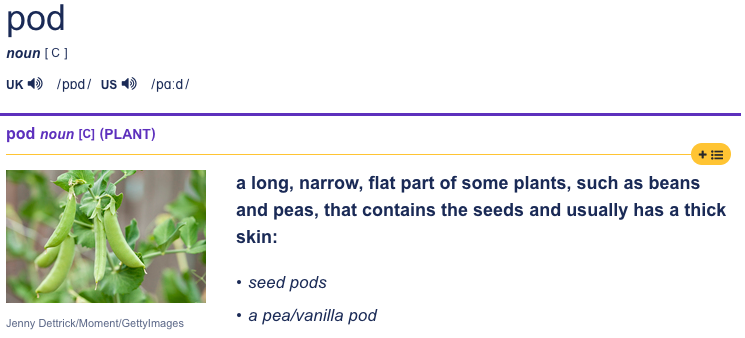 pod
noun [ C ]
UK /pɒd/ US /pɑːd/
pod noun [C] (PLANT)
a long, narrow, flat part of some plants, such as beans
and peas, that contains the seeds and usually has a thick
skin:
• seed pods
• a pea/vanilla pod
Jenny Dettrick/Moment/GettyImages